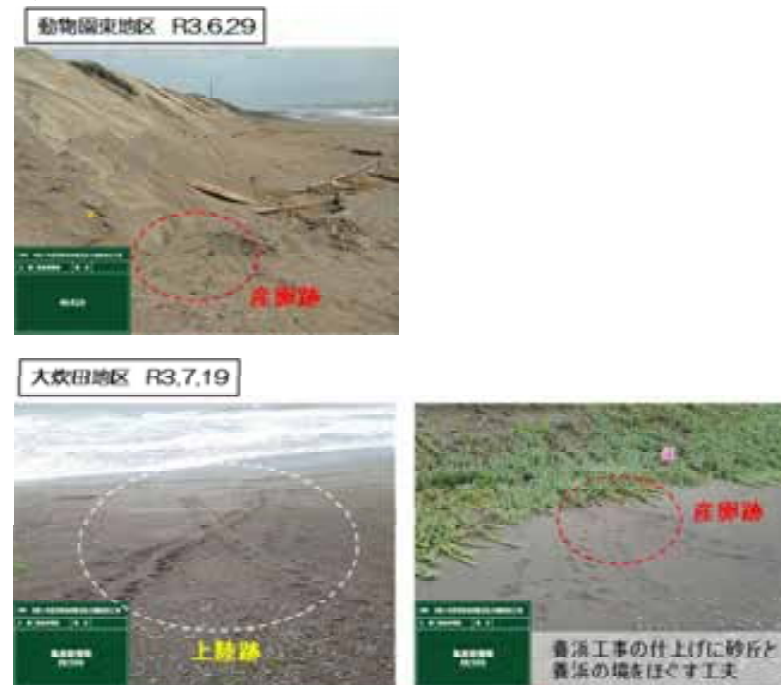 動物園東地区 R3.6.29
産卵跡
大炊田地区 R3,7,19
上陸跡
産卵跡
養浜工事の仕上げに砂丘と
養浜の境をほぐす工夫